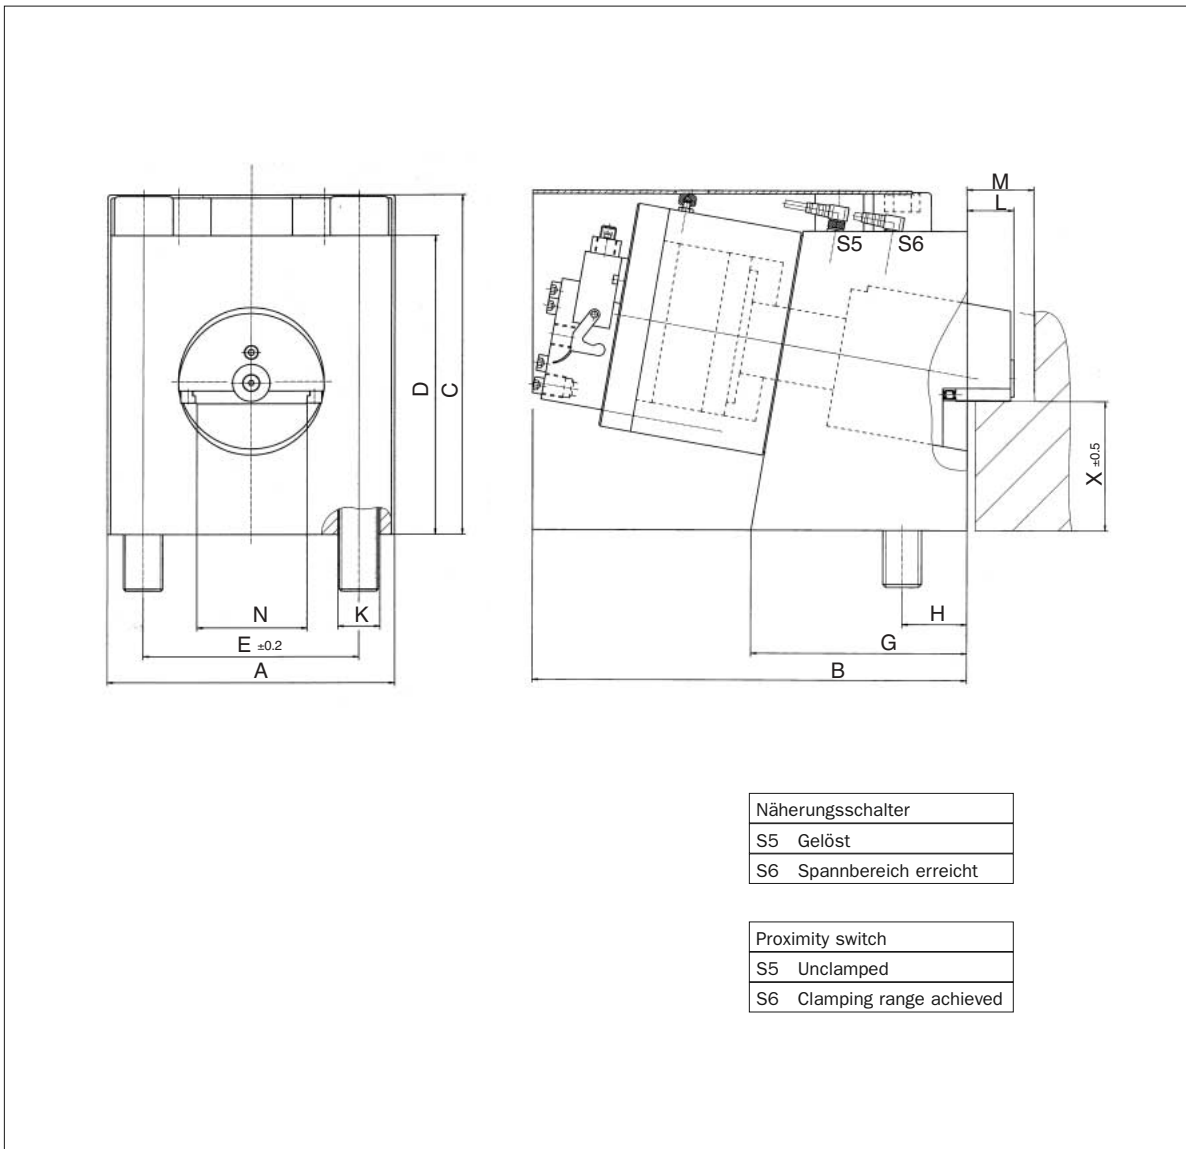 M
L
S5
S6
D
C
X ±0.5
N
K
H
E ±0.2
G
A
B
Näherungsschalter
S5 Gelöst
S6 Spannbereich erreicht
Proximity switch
S5 Unclamped
S6 Clamping range achieved